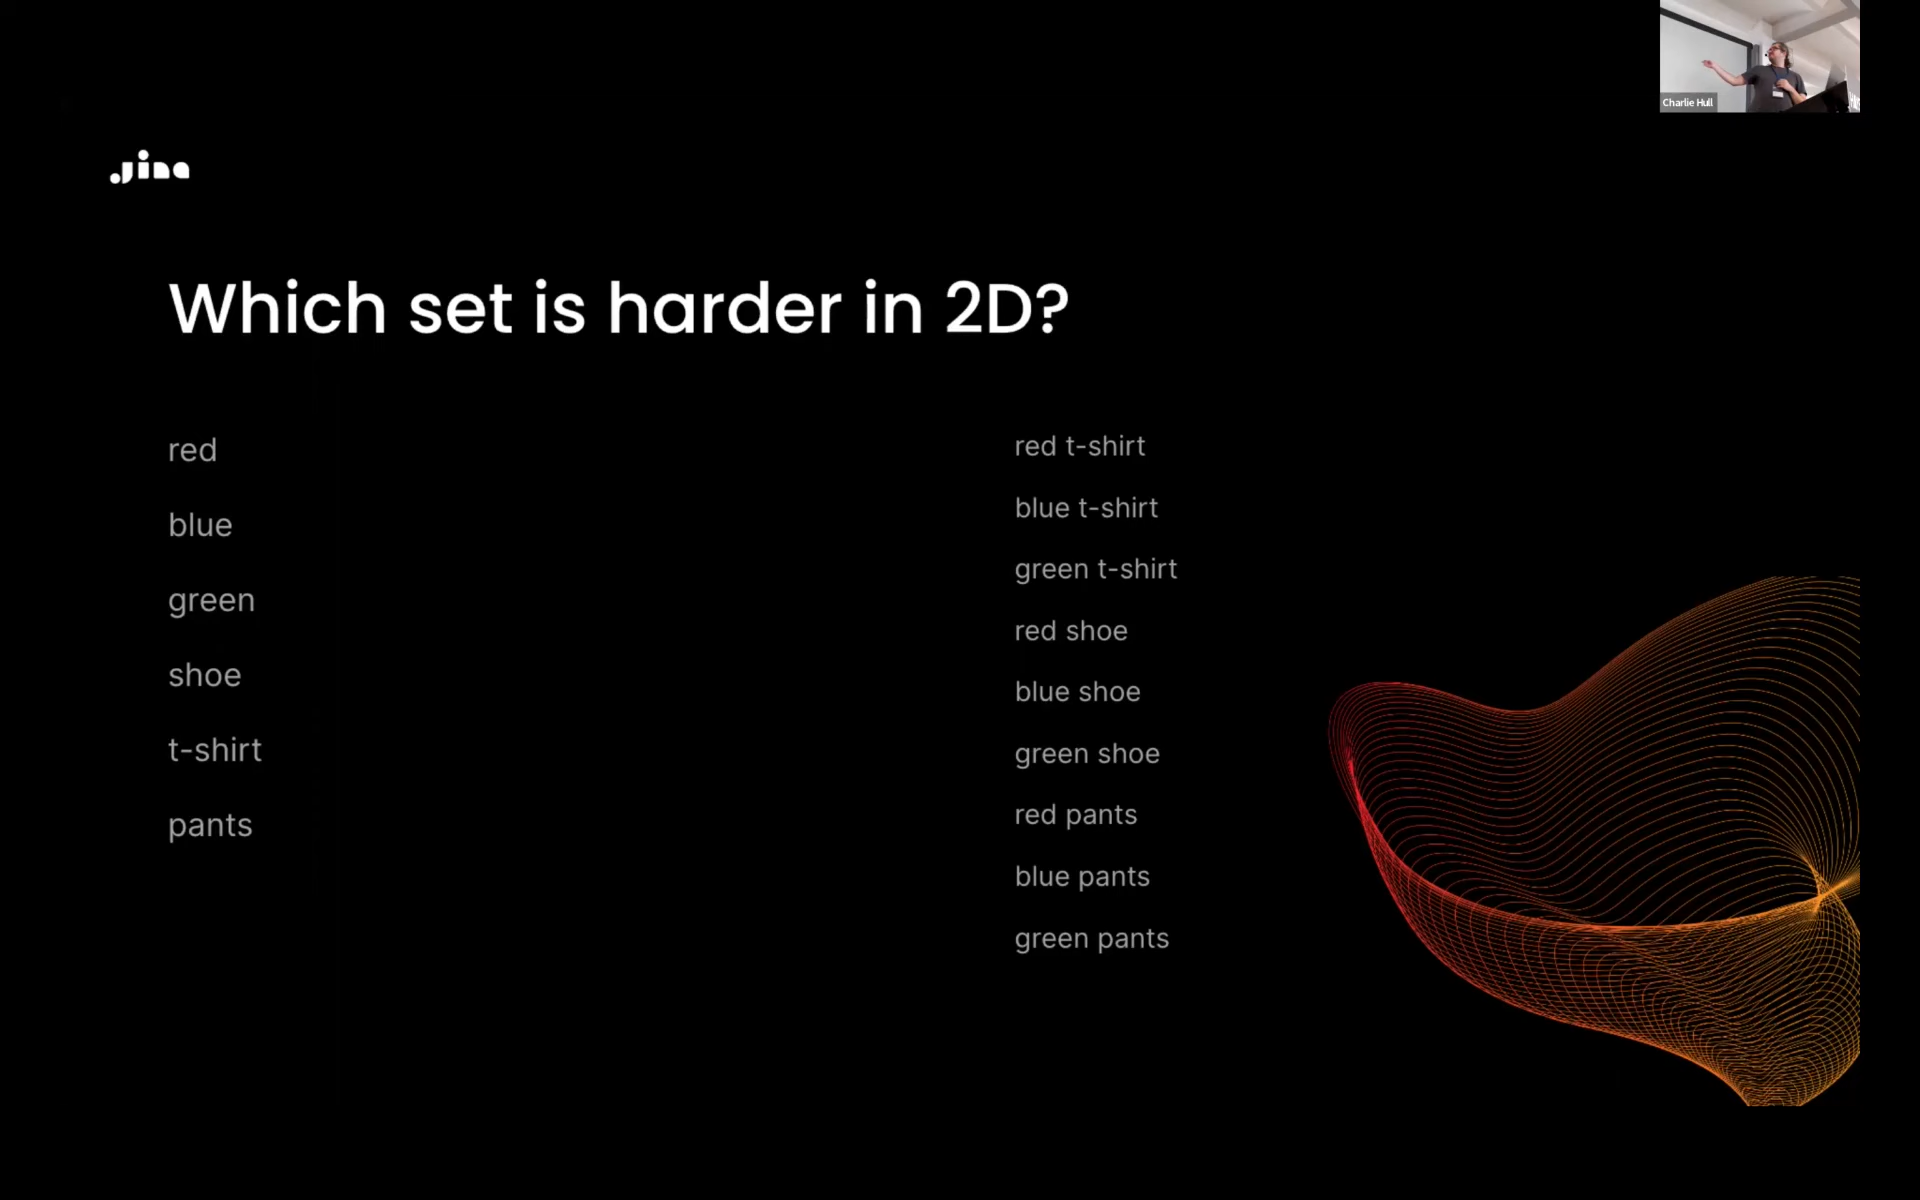 Charlie Hull
Jina
Which set is harder in 2D?
red
blue
green
shoe
t-shirt
pants
red t-shirt
blue t-shirt
green t-shirt
red shoe
blue shoe
green shoe
red pants
blue pants
green pants